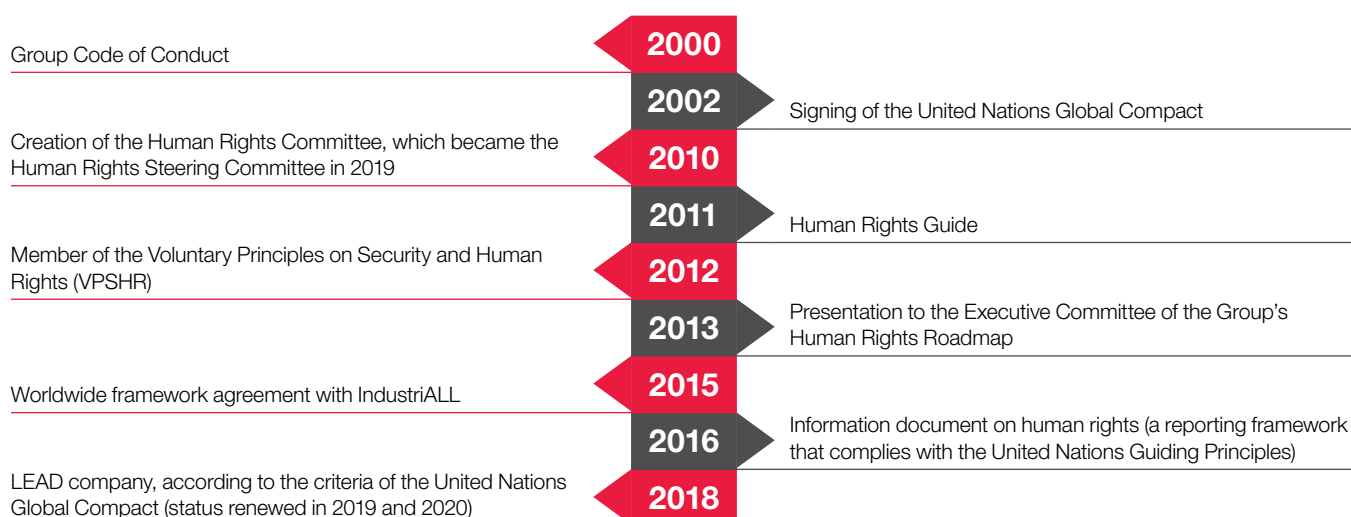 Group Code of Conduct
2000
2002
Signing of the United Nations Global Compact
Creation of the Human Rights Committee, which became the
Human Rights Steering Committee in 2019
2010
2011
Human Rights Guide
Member of the Voluntary Principles on Security and Human
Rights (VPSHR)
2012
2013
Presentation to the Executive Committee of the Group’s
Human Rights Roadmap
Worldwide framework agreement with IndustriALL
2015
2016
Information document on human rights (a reporting framework
that complies with the United Nations Guiding Principles)
LEAD company, according to the criteria of the United Nations
Global Compact (status renewed in 2019 and 2020)
2018